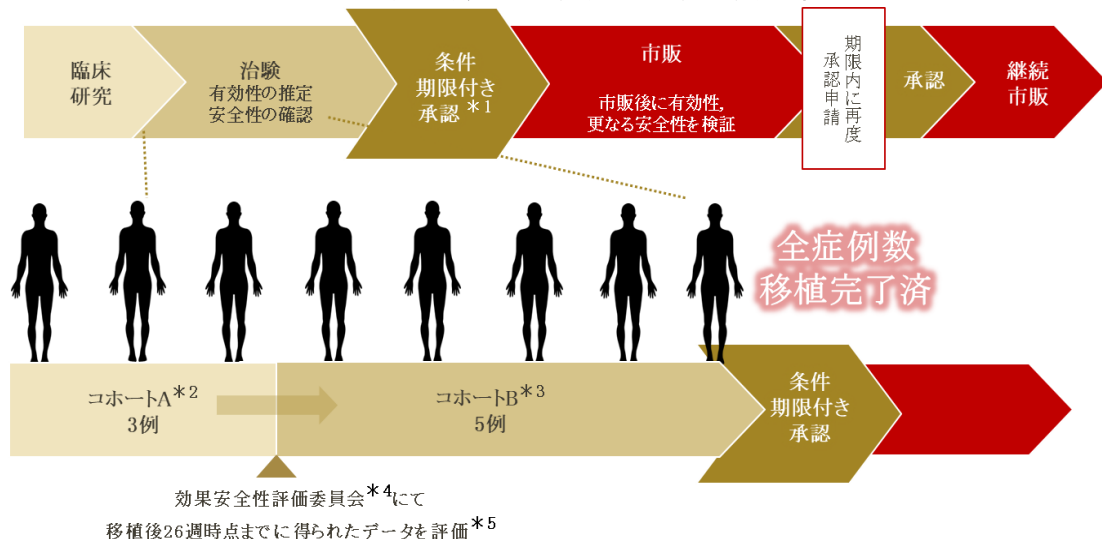 臨床
研究
治験
有効性の推定
安全性の確認
条件
期限付き
承認*1
市販
市販後に有効性,
更なる安全性を検証
期限内に再度
承認申請
承認
継続
市販
全症例数
移植完了済
コホートA*2
3例
コホートB*3
5例
条件
期限付き
承認
効果安全性評価委員会*4にて
移植後26週時点までに得られたデータを評価*5